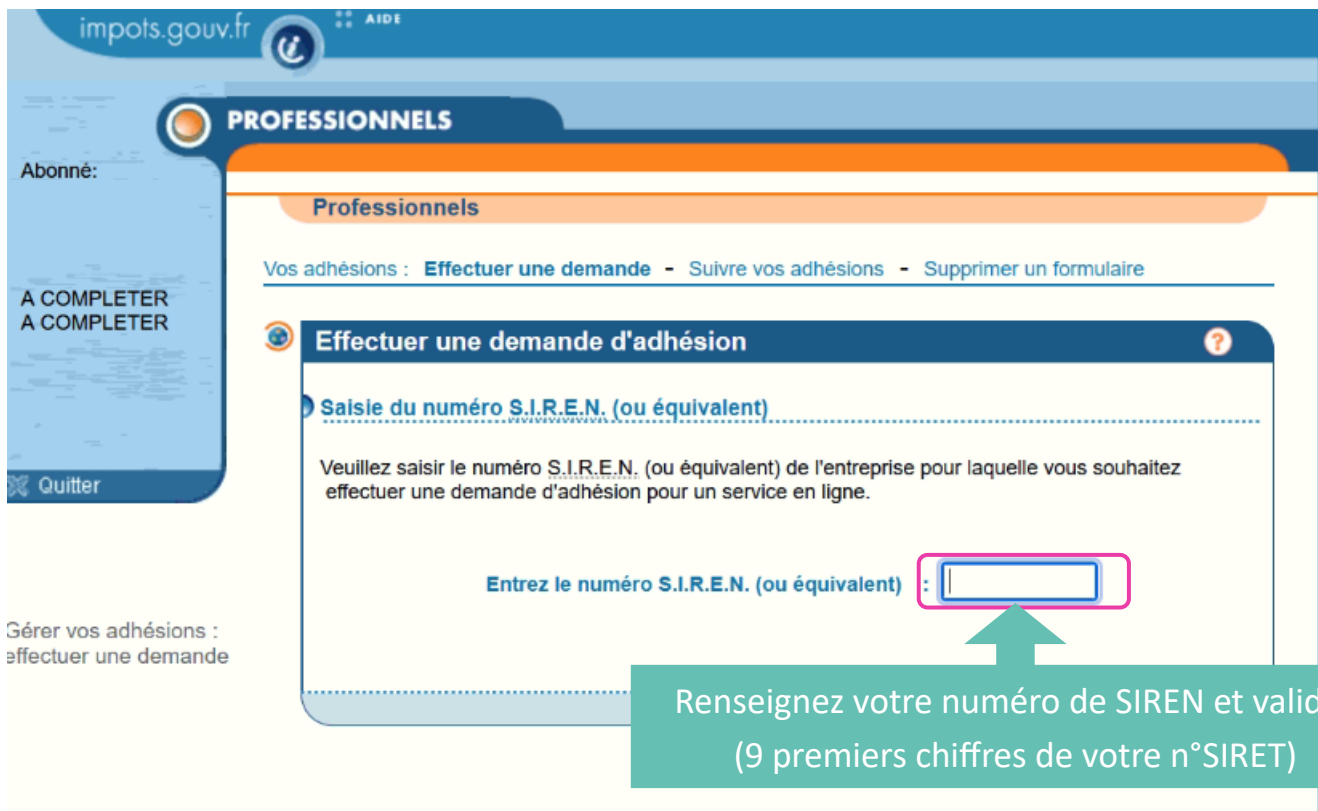 impots.gouv.fr
AIDE
PROFESSIONNELS
Abonné:
Professionnels
Vos adhésions : Effectuer une demande - Suivre vos adhésions - Supprimer un formulaire
A COMPLETER
A COMPLETER
Effectuer une demande d'adhésion ?
Saisie du numéro S.I.R.E.N. (ou équivalent)
Veuillez saisir le numéro S.I.R.E.N. (ou équivalent) de l'entreprise pour laquelle vous souhaitez
effectuer une demande d'adhésion pour un service en ligne.
Quitter
Entrez le numéro S.I.R.E.N. (ou équivalent) :
Gérer vos adhésions :
effectuer une demande
Renseignez votre numéro de SIREN et valid
(9 premiers chiffres de votre n°SIRET)